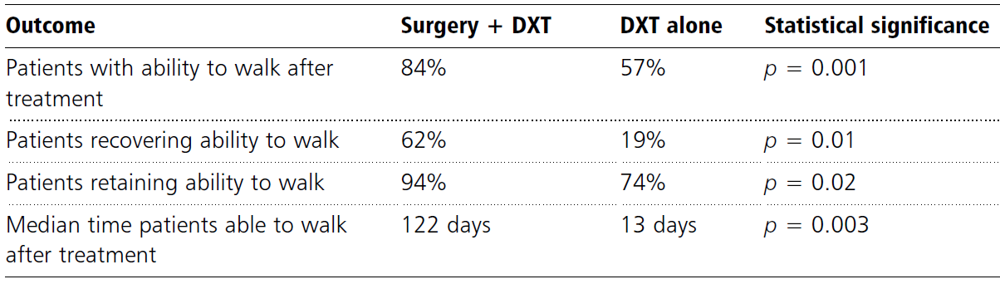 Outcome Surgery + DXT DXT alone Statistical significance
Patients with ability to walk after 84% 57% p = 0.001
treatment
Patients recovering ability to walk 62% 19% p = 0.01
Patients retaining ability to walk 94% 74% p = 0.02
Median time patients able to walk 122 days 13 days p = 0.003
after treatment